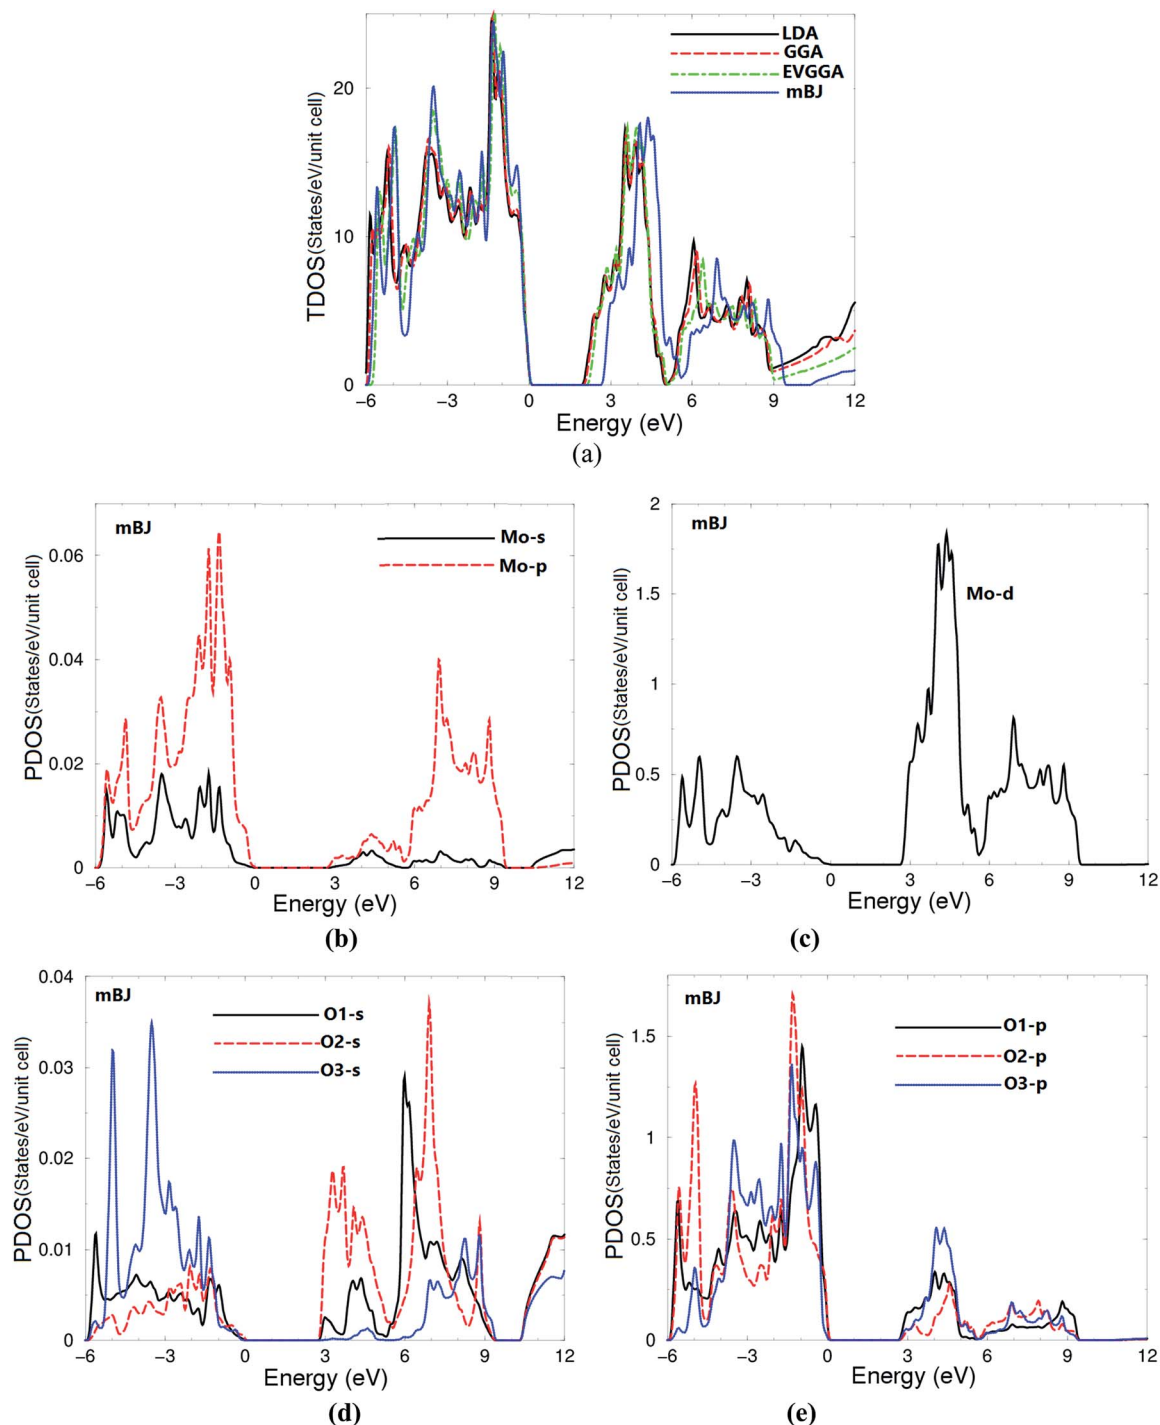 LDA
GGA
EVGGA
mBJ
TDOS(States/eV/unit cell)
20
10
0
−6 −3 0 3 6 9 12
Energy (eV)
(a)
mBJ
Mo-s
Mo-p
PDOS(States/eV/unit cell)
0.06
0.04
0.02
0
−6 −3 0 3 6 9 12
Energy (eV)
(b)
mBJ
Mo-d
PDOS(States/eV/unit cell)
2
1.5
1
0.5
0
−6 −3 0 3 6 9 12
Energy (eV)
(c)
mBJ
O1-s
O2-s
O3-s
PDOS(States/eV/unit cell)
0.04
0.03
0.02
0.01
0
−6 −3 0 3 6 9 12
Energy (eV)
(d)
mBJ
O1-p
O2-p
O3-p
PDOS(States/eV/unit cell)
1.5
1
0.5
0
−6 −3 0 3 6 9 12
Energy (eV)
(e)